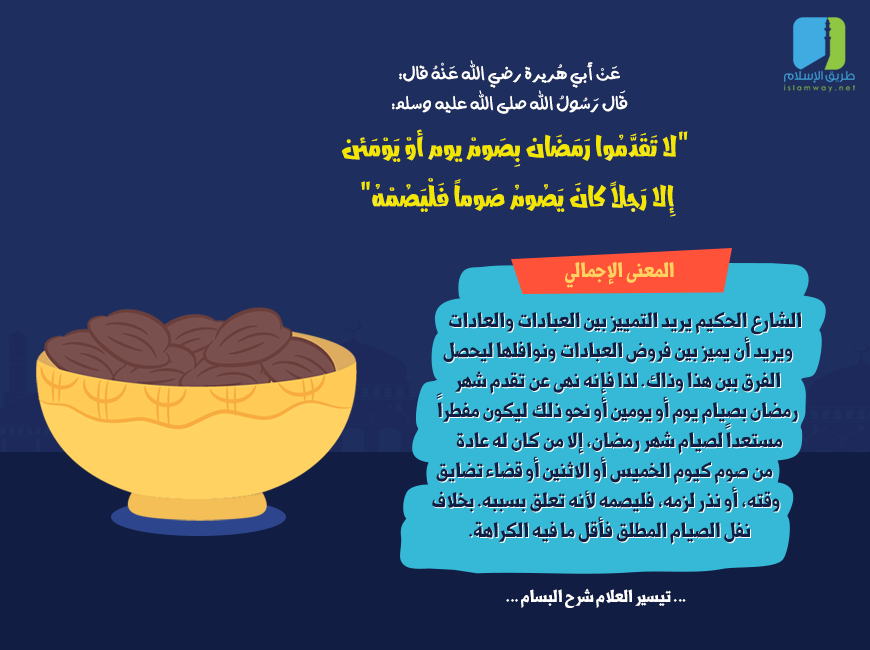 طريق الإسلام
islamway.net
عَنْ أبي هُريرة رضي الله عَنْهُ قال:
قَال رَسُولُ الله صلى الله عليه وسلم:
"لا تَقَدَّمُوا رَمَضَان بِصَومْ يوم أَوْ يَوْمَئن
إِلا رَجلاً كانَ يَصُومُ صَوماً فَلْيَصُمْهُ"
المعنى الإجمالي
الشارع الحكيم يريد التمييز بين العبادات والعادات
ويريد أن يميز بين فروض العبادات ونوافلها ليحصل
الفرق بين هذا وذاك. لذا فإنه نهى عن تقدم شهر
رمضان بصيام يوم أو يومين أو نحو ذلك ليكون مفطراً
مستعداً لصيام شهر رمضان، إلا من كان له عادة
من صوم كيوم الخميس أو الاثنين أو قضاء تضايق
وقته، أو نذر لزمه، فليصمه لأنه تعلق بسببه. بخلاف
نفل الصيام المطلق فأقل ما فيه الكراهة.
... تيسير العلام شرح البسام ...